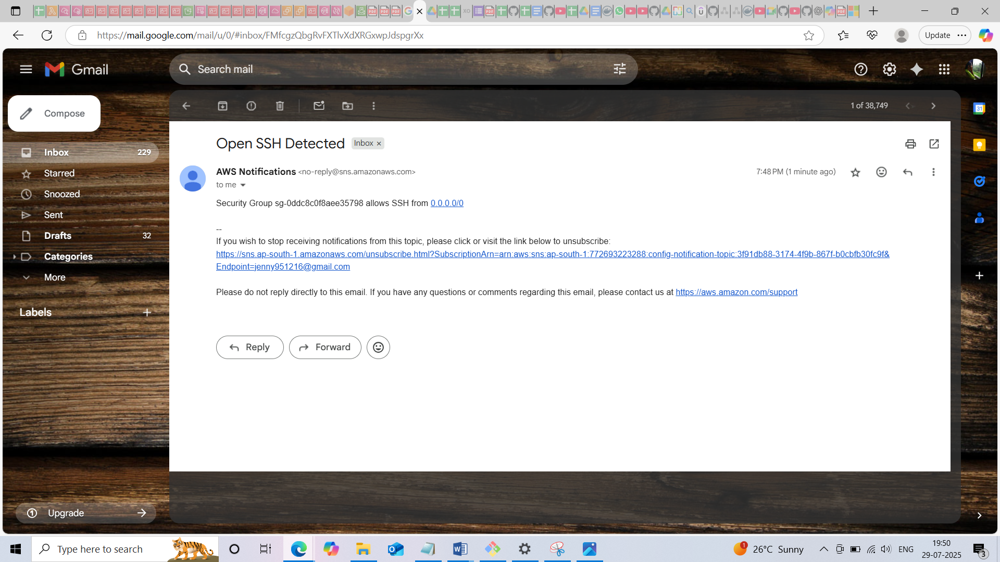 https://mail.google.com/mail/u/0/#inbox/FMfcgzQbgRvFXTlvXdXRGxwpJdspgrXx
Update
Gmail
Search mail
Compose
1 of 38,749
Inbox 229
Starred
Snoozed
Sent
Drafts 32
Categories
More
Labels
Upgrade
Open SSH Detected Inbox ×
AWS Notifications <no-reply@sns.amazonaws.com> 7:48 PM (1 minute ago)
to me
Security Group sg-0ddc8c0f8aee35798 allows SSH from 0.0.0.0/0
--
If you wish to stop receiving notifications from this topic, please click or visit the link below to unsubscribe:
https://sns.ap-south-1.amazonaws.com/unsubscribe.html?SubscriptionArn=arn:aws:sns:ap-south-1:772693223288:config-notification-topic:3f91db88-3174-4f9b-867f-b0cbfb30fc9f&
Endpoint=jenny951216@gmail.com
Please do not reply directly to this email. If you have any questions or comments regarding this email, please contact us at https://aws.amazon.com/support
Reply Forward
31
Type here to search
1 26°C Sunny ENG
19:50
29-07-2025
3